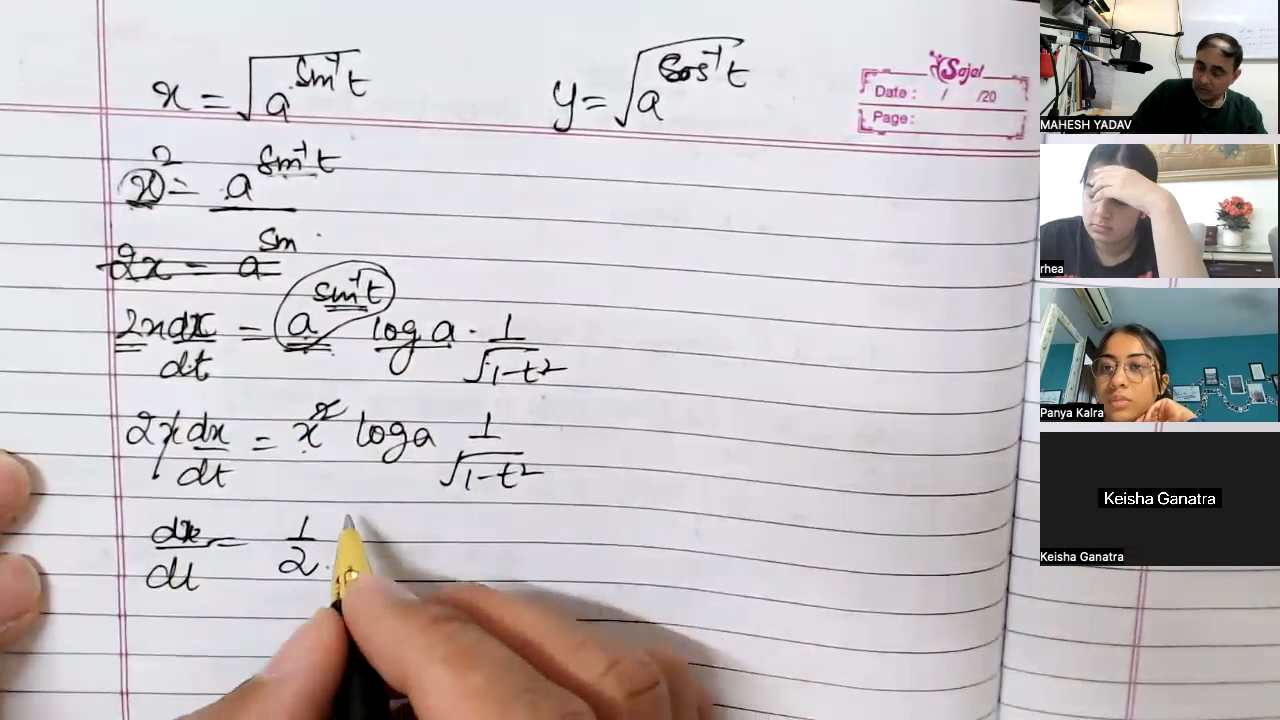 x = √a^sin⁻¹t y = √a^cos⁻¹t
Sajal
Date : / /20
Page :
x² = a^sin⁻¹t
2x = a^sin
2x dx/dt = a^sin⁻¹t log a · 1/√1-t²
2x dx/dt = x² log a 1/√1-t²
dx/dt = 1/2 ·
MAHESH YADAV
rhea
Panya Kalra
Keisha Ganatra
Keisha Ganatra